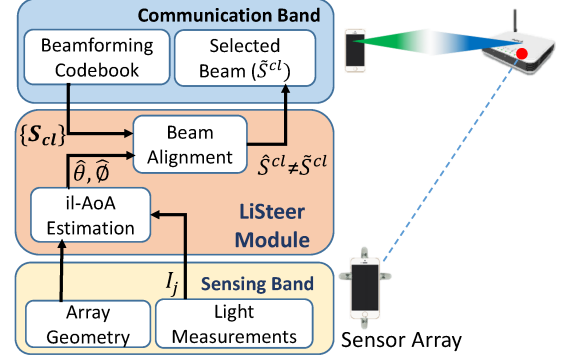 Communication Band
Beamforming
Codebook
Selected
Beam (S̃ᶜˡ)
{S_cl}
Beam
Alignment
θ̂, ∅̂
Ŝᶜˡ≠S̃ᶜˡ
il-AoA
Estimation
LiSteer
Module
I_j
Sensing Band
Array
Geometry
Light
Measurements
Sensor Array